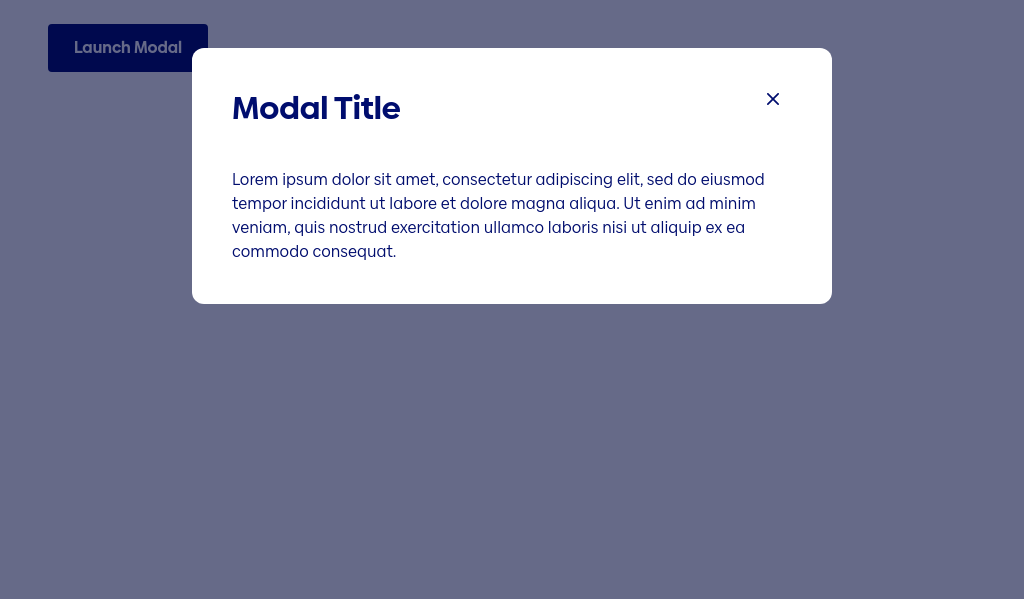 Launch Modal
Modal Title
Lorem ipsum dolor sit amet, consectetur adipiscing elit, sed do eiusmod
tempor incididunt ut labore et dolore magna aliqua. Ut enim ad minim
veniam, quis nostrud exercitation ullamco laboris nisi ut aliquip ex ea
commodo consequat.